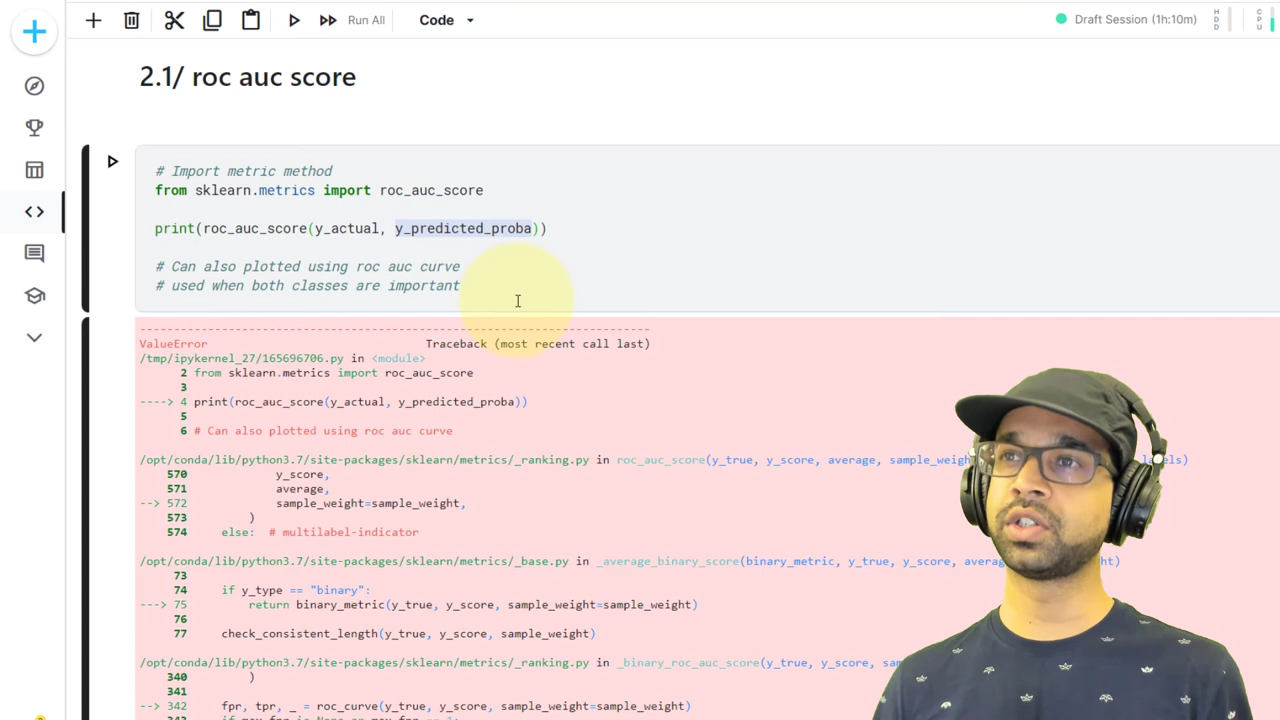 Run All
Code
Draft Session (1h:10m)
HDD
CPU
2.1/ roc auc score
# Import metric method
from sklearn.metrics import roc_auc_score
print(roc_auc_score(y_actual, y_predicted_proba))
# Can also plotted using roc auc curve
# used when both classes are important
---------------------------------------------------------------------------
ValueError Traceback (most recent call last)
/tmp/ipykernel_27/165696706.py in <module>
2 from sklearn.metrics import roc_auc_score
3
----> 4 print(roc_auc_score(y_actual, y_predicted_proba))
5
6 # Can also plotted using roc auc curve
/opt/conda/lib/python3.7/site-packages/sklearn/metrics/_ranking.py in roc_auc_score(y_true, y_score, average, sample_weigh
570 y_score,
571 average,
--> 572 sample_weight=sample_weight,
573 )
574 else: # multilabel-indicator
/opt/conda/lib/python3.7/site-packages/sklearn/metrics/_base.py in _average_binary_score(binary_metric, y_true, y_score, averag
73
74 if y_type == "binary":
---> 75 return binary_metric(y_true, y_score, sample_weight=sample_weight)
76
77 check_consistent_length(y_true, y_score, sample_weight)
/opt/conda/lib/python3.7/site-packages/sklearn/metrics/_ranking.py in _binary_roc_auc_score(y_true, y_score, sa
340 )
341
--> 342 fpr, tpr, _ = roc_curve(y_true, y_score, sample_weight=sample_weight)